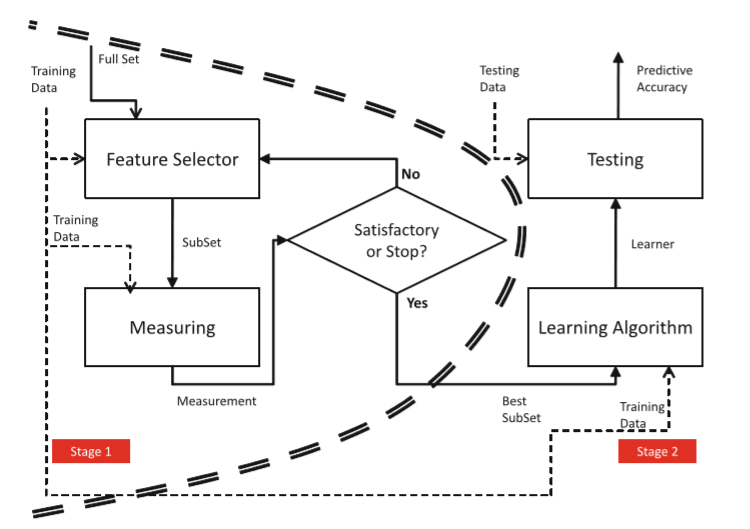 Full Set
Training
Data
Testing
Data
Predictive
Accuracy
Feature Selector
Testing
No
Training
Data
SubSet
Satisfactory
or Stop?
Learner
Yes
Measuring
Learning Algorithm
Measurement
Best
SubSet
Training
Data
Stage 1
Stage 2